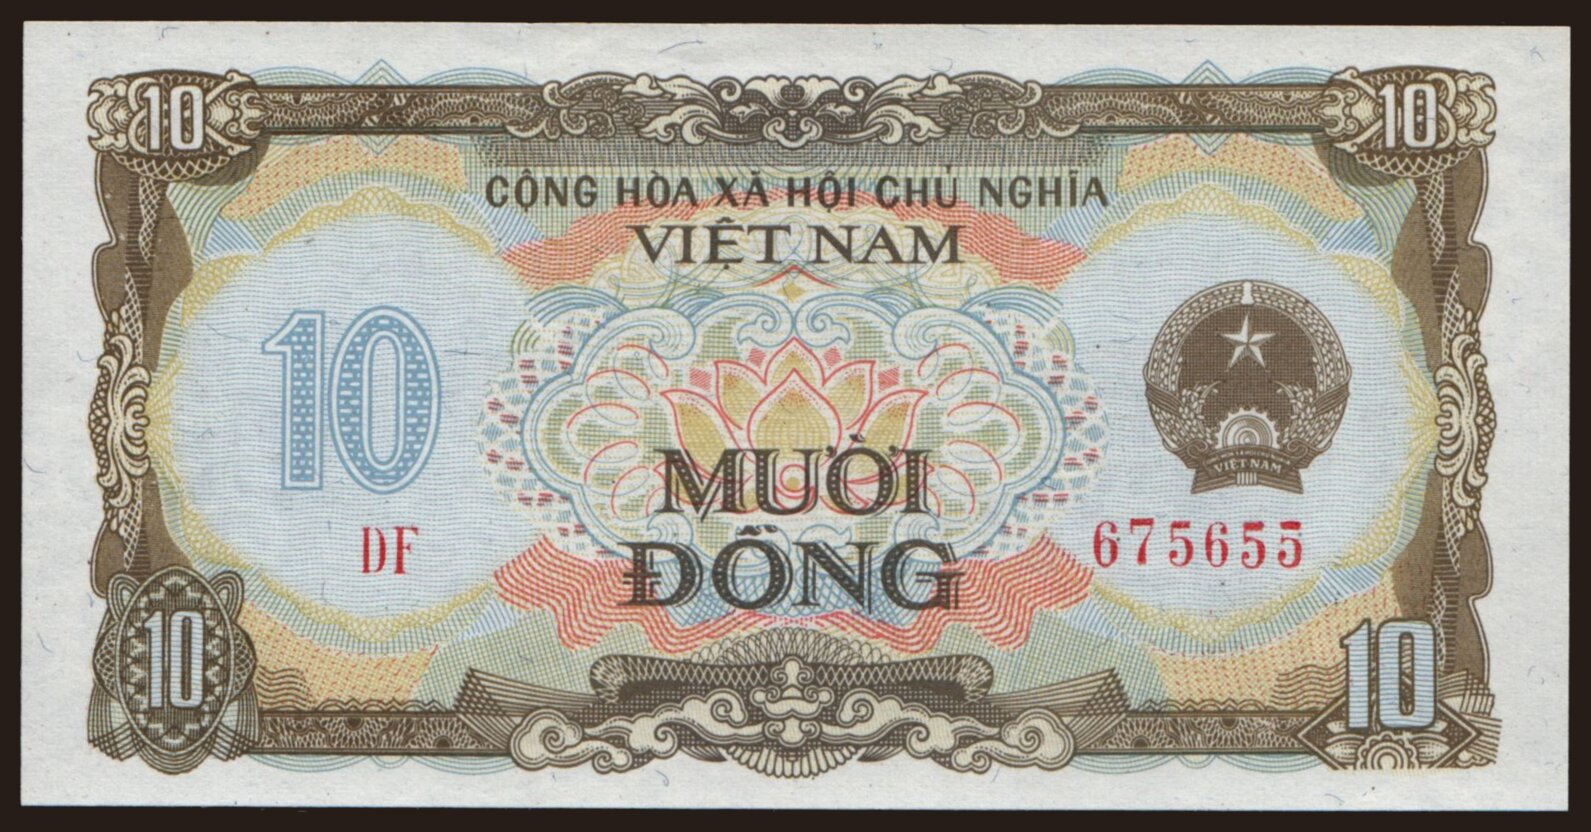 10 10
CỘNG HÒA XÃ HỘI CHỦ NGHĨA
VIỆT NAM
10
VIỆT NAM
MƯỜI
ĐỒNG
DF 675655
10 10